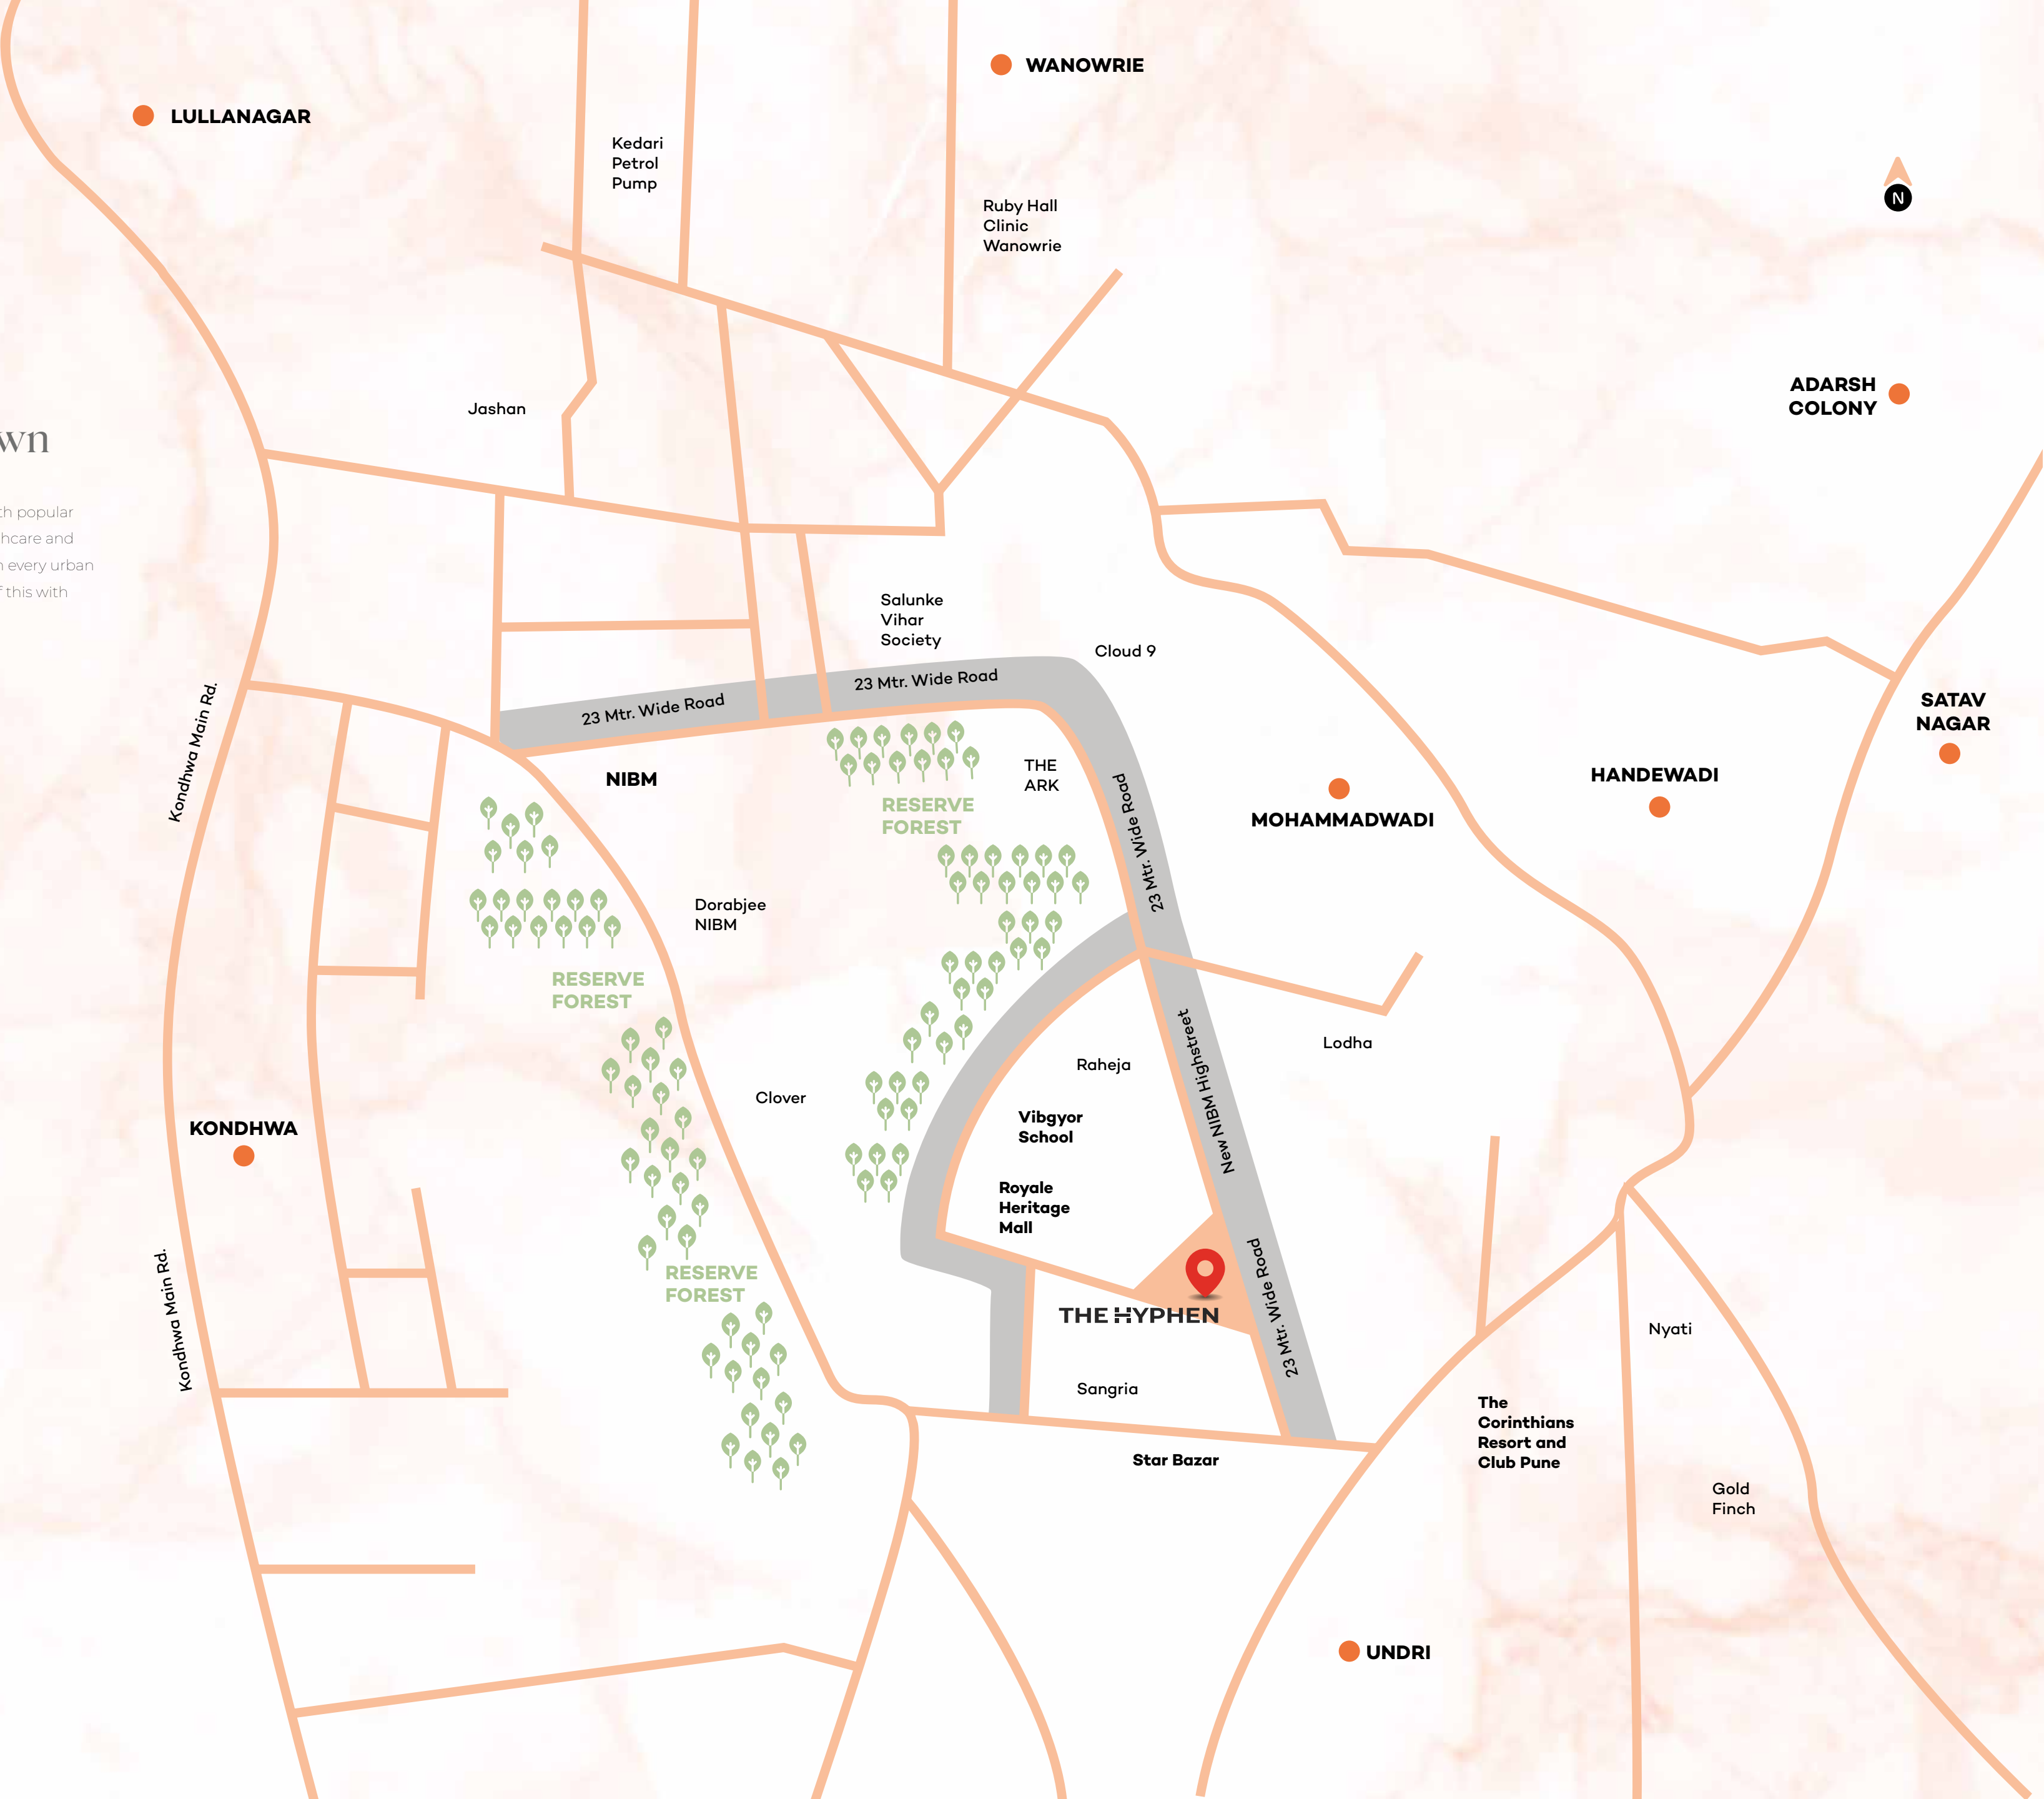 WANOWRIE
LULLANAGAR
Kedari
Petrol
Pump
Ruby Hall
Clinic
Wanowrie
N
ADARSH
COLONY
Jashan
wn
th popular
hcare and
n every urban
f this with
Salunke
Vihar
Society
Cloud 9
23 Mtr. Wide Road
23 Mtr. Wide Road
Kondhwa Main Rd.
SATAV
NAGAR
NIBM
THE
ARK
HANDEWADI
RESERVE
FOREST
23 Mtr. Wide Road
MOHAMMADWADI
Dorabjee
NIBM
RESERVE
FOREST
New NIBM Highstreet
Lodha
Raheja
Clover
Vibgyor
School
KONDHWA
Royale
Heritage
Mall
Kondhwa Main Rd.
RESERVE
FOREST
THE HYPHEN
23 Mtr. Wide Road
Nyati
Sangria
The
Corinthians
Resort and
Club Pune
Star Bazar
Gold
Finch
UNDRI